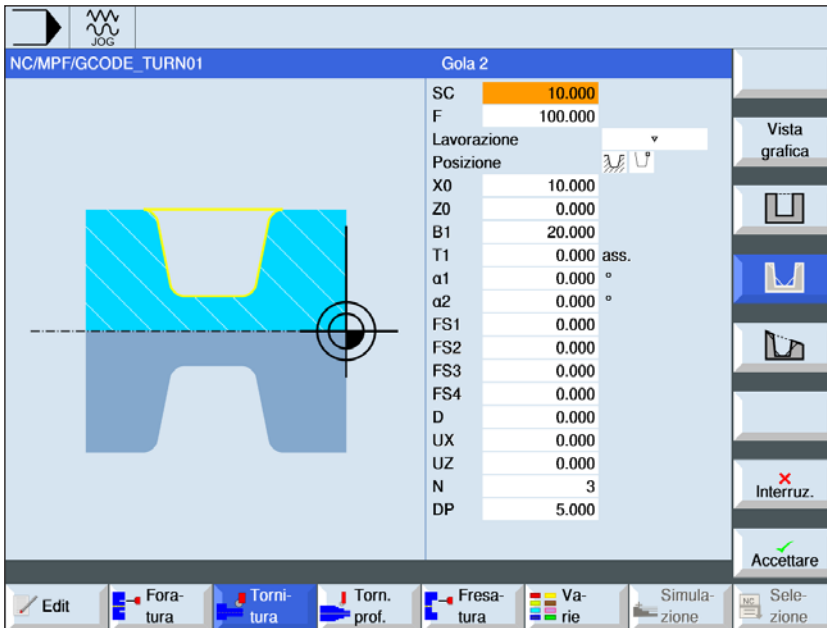 JOG
NC/MPF/GCODE_TURN01
Gola 2
SC 10.000
F 100.000
Lavorazione
Posizione
X0 10.000
Z0 0.000
B1 20.000
T1 0.000 ass.
α1 0.000 °
α2 0.000 °
FS1 0.000
FS2 0.000
FS3 0.000
FS4 0.000
D 0.000
UX 0.000
UZ 0.000
N 3
DP 5.000
Vista
grafica
Interruz.
Accettare
Edit
Fora-
tura
Torni-
tura
Torn.
prof.
Fresa-
tura
Va-
rie
Simula-
zione
NC
Sele-
zione